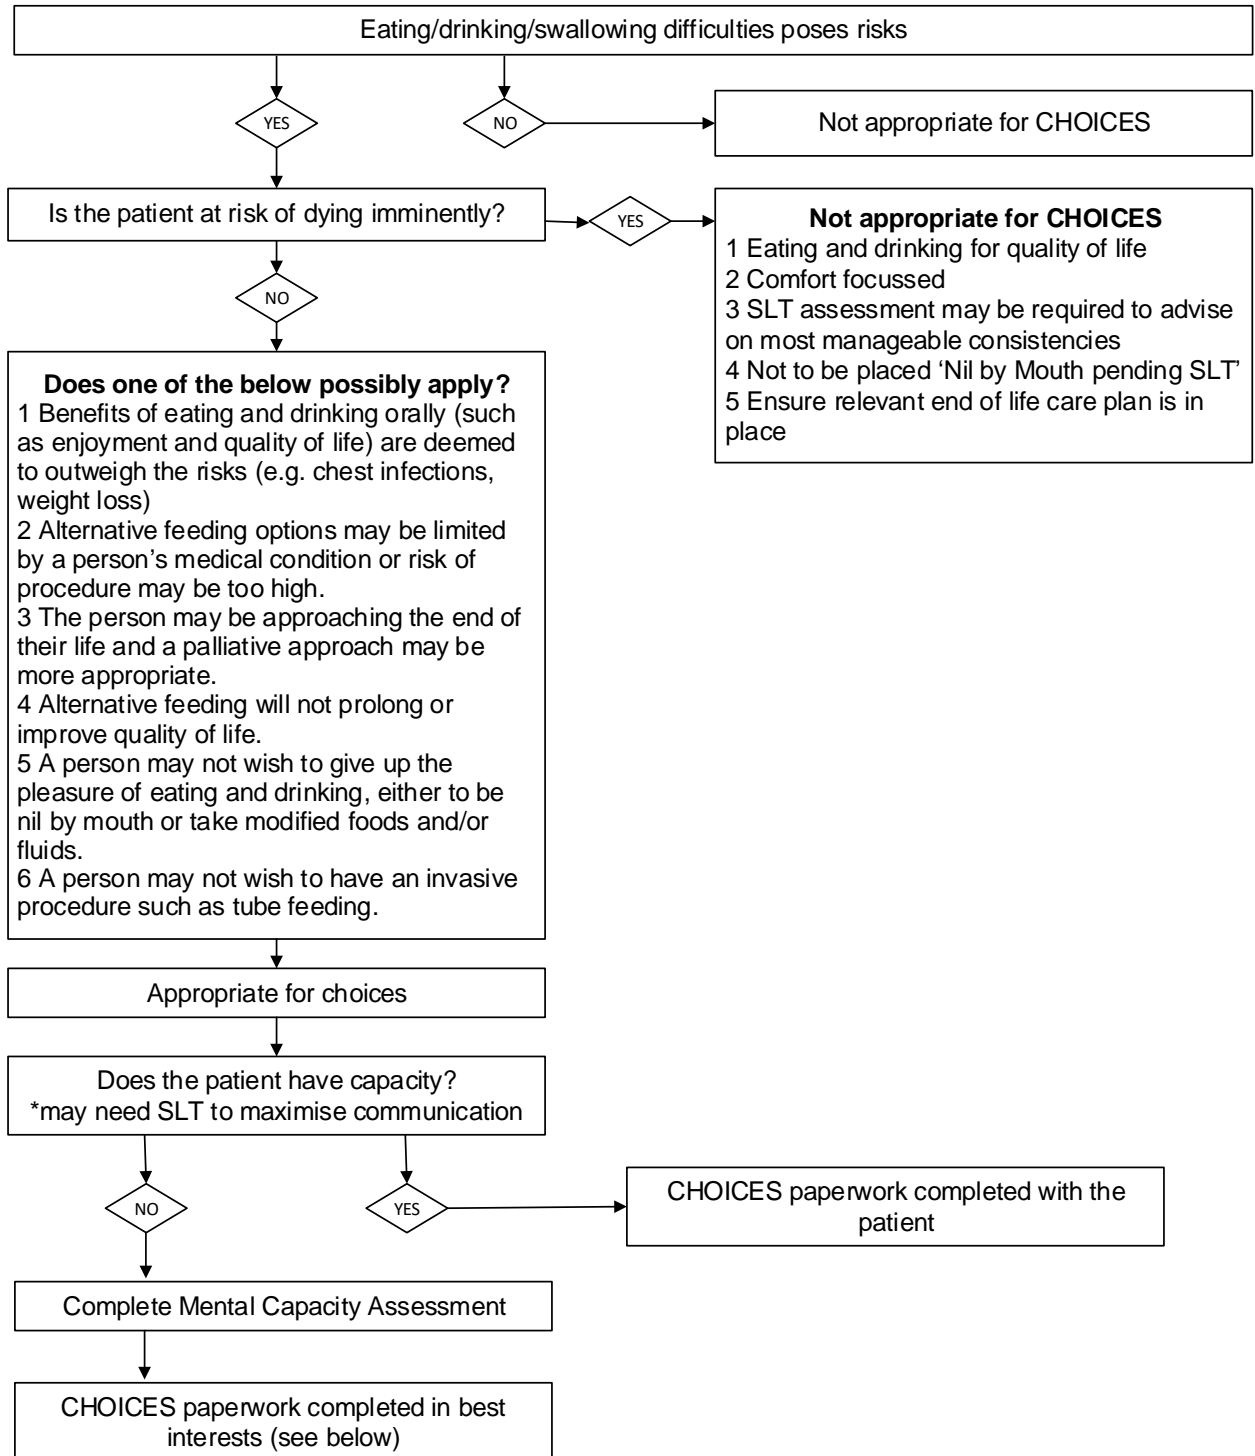 Eating/drinking/swallowing difficulties poses risks
YES
NO
Not appropriate for CHOICES
Is the patient at risk of dying imminently?
YES
Not appropriate for CHOICES
1 Eating and drinking for quality of life
2 Comfort focussed
3 SLT assessment may be required to advise
on most manageable consistencies
4 Not to be placed ‘Nil by Mouth pending SLT’
5 Ensure relevant end of life care plan is in
place
NO
Does one of the below possibly apply?
1 Benefits of eating and drinking orally (such
as enjoyment and quality of life) are deemed
to outweigh the risks (e.g. chest infections,
weight loss)
2 Alternative feeding options may be limited
by a person’s medical condition or risk of
procedure may be too high.
3 The person may be approaching the end of
their life and a palliative approach may be
more appropriate.
4 Alternative feeding will not prolong or
improve quality of life.
5 A person may not wish to give up the
pleasure of eating and drinking, either to be
nil by mouth or take modified foods and/or
fluids.
6 A person may not wish to have an invasive
procedure such as tube feeding.
Appropriate for choices
Does the patient have capacity?
*may need SLT to maximise communication
NO
YES
CHOICES paperwork completed with the
patient
Complete Mental Capacity Assessment
CHOICES paperwork completed in best
interests (see below)